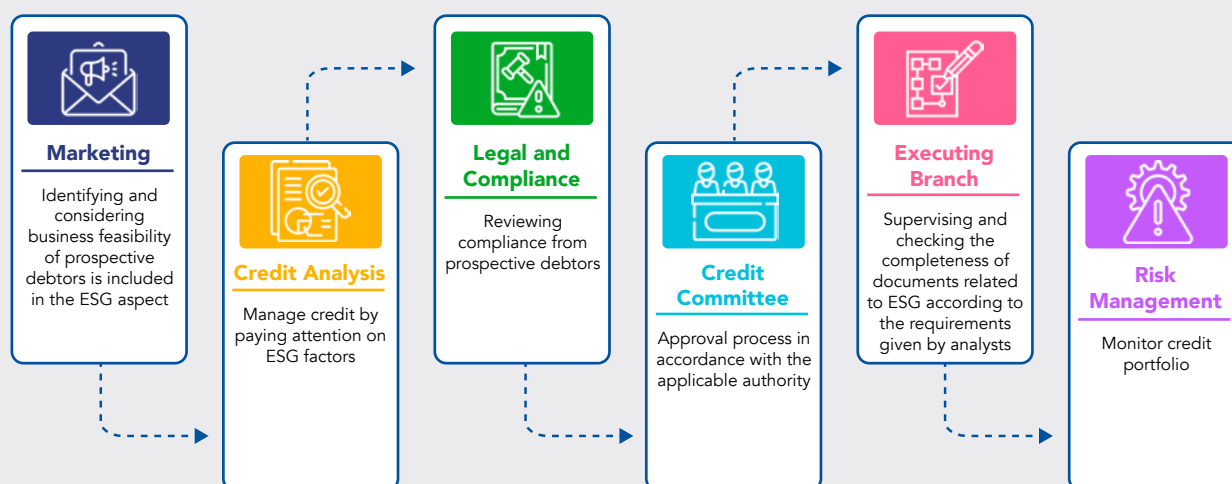 Marketing
Identifying and
considering
business feasibility
of prospective
debtors is included
in the ESG aspect
Credit Analysis
Manage credit by
paying attention on
ESG factors
Legal and
Compliance
Reviewing
compliance from
prospective debtors
Credit
Committee
Approval process in
accordance with the
applicable authority
Executing
Branch
Supervising and
checking the
completeness of
documents related
to ESG according to
the requirements
given by analysts
Risk
Management
Monitor credit
portfolio